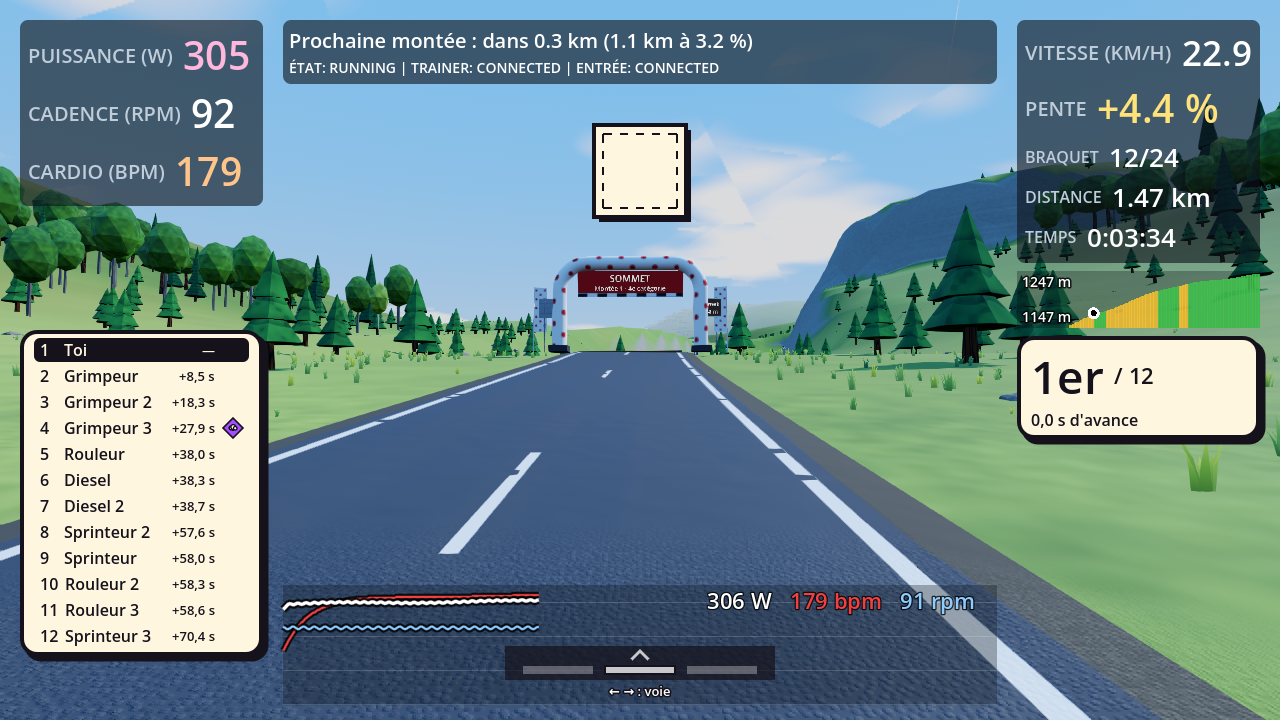 PUISSANCE (W) 305
CADENCE (RPM) 92
CARDIO (BPM) 179
Prochaine montée : dans 0.3 km (1.1 km à 3.2 %)
ÉTAT: RUNNING | TRAINER: CONNECTED | ENTRÉE: CONNECTED
VITESSE (KM/H) 22.9
PENTE +4.4 %
BRAQUET 12/24
DISTANCE 1.47 km
TEMPS 0:03:34
1247 m
1147 m
1er / 12
0,0 s d'avance
SOMMET
Montée 1 · 4e catégorie
1 Toi —
2 Grimpeur +8,5 s
3 Grimpeur 2 +18,3 s
4 Grimpeur 3 +27,9 s
5 Rouleur +38,0 s
6 Diesel +38,3 s
7 Diesel 2 +38,7 s
8 Sprinteur 2 +57,6 s
9 Sprinteur +58,0 s
10 Rouleur 2 +58,3 s
11 Rouleur 3 +58,6 s
12 Sprinteur 3 +70,4 s
306 W 179 bpm 91 rpm
← → : voie